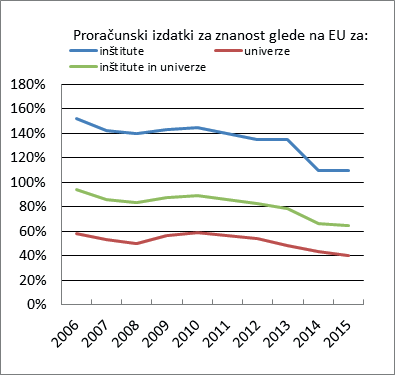 Proračunski izdatki za znanost glede na EU za:
inštitute univerze
inštitute in univerze
180%
160%
140%
120%
100%
80%
60%
40%
20%
0%
2006 2007 2008 2009 2010 2011 2012 2013 2014 2015